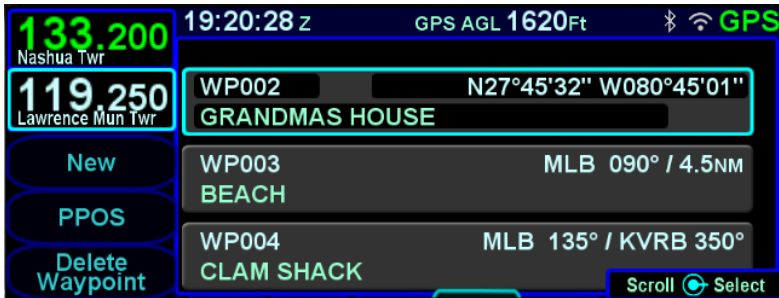 133.200
Nashua Twr
19:20:28 Z GPS AGL 1620Ft GPS
119.250
Lawrence Mun Twr
New
PPOS
Delete
Waypoint
WP002 N27°45'32" W080°45'01"
GRANDMAS HOUSE
WP003 MLB 090° / 4.5NM
BEACH
WP004 MLB 135° / KVRB 350°
CLAM SHACK
Scroll Select